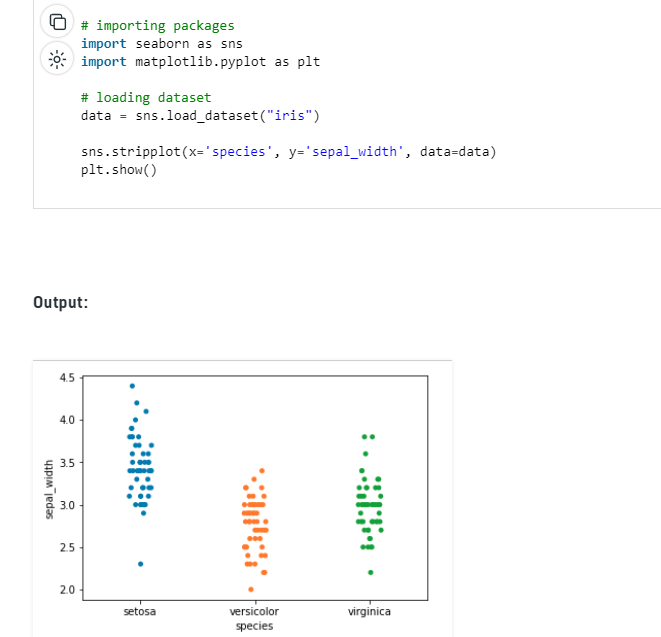 # importing packages
import seaborn as sns
import matplotlib.pyplot as plt
# loading dataset
data = sns.load_dataset("iris")
sns.stripplot(x='species', y='sepal_width', data=data)
plt.show()
Output:
4.5
4.0
3.5
3.0
2.5
2.0
sepal_width
setosa versicolor virginica
species